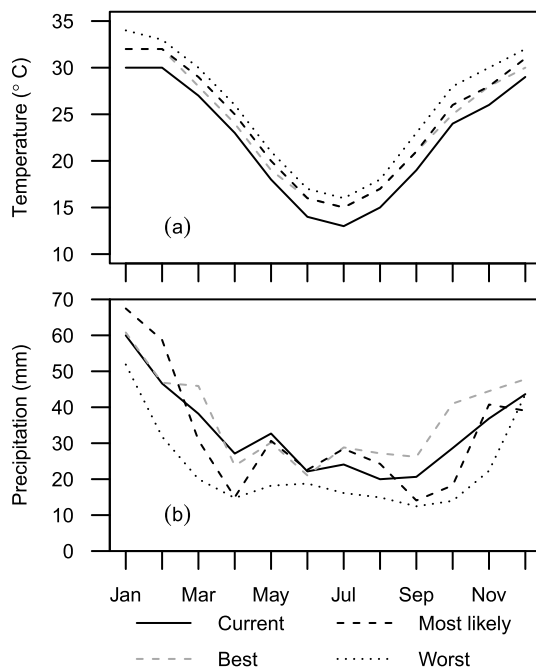 Temperature (° C)
35
30
25
20
15
10
(a)
Precipitation (mm)
70
60
50
40
30
20
10
0
(b)
Jan Mar May Jul Sep Nov
Current Most likely
Best Worst